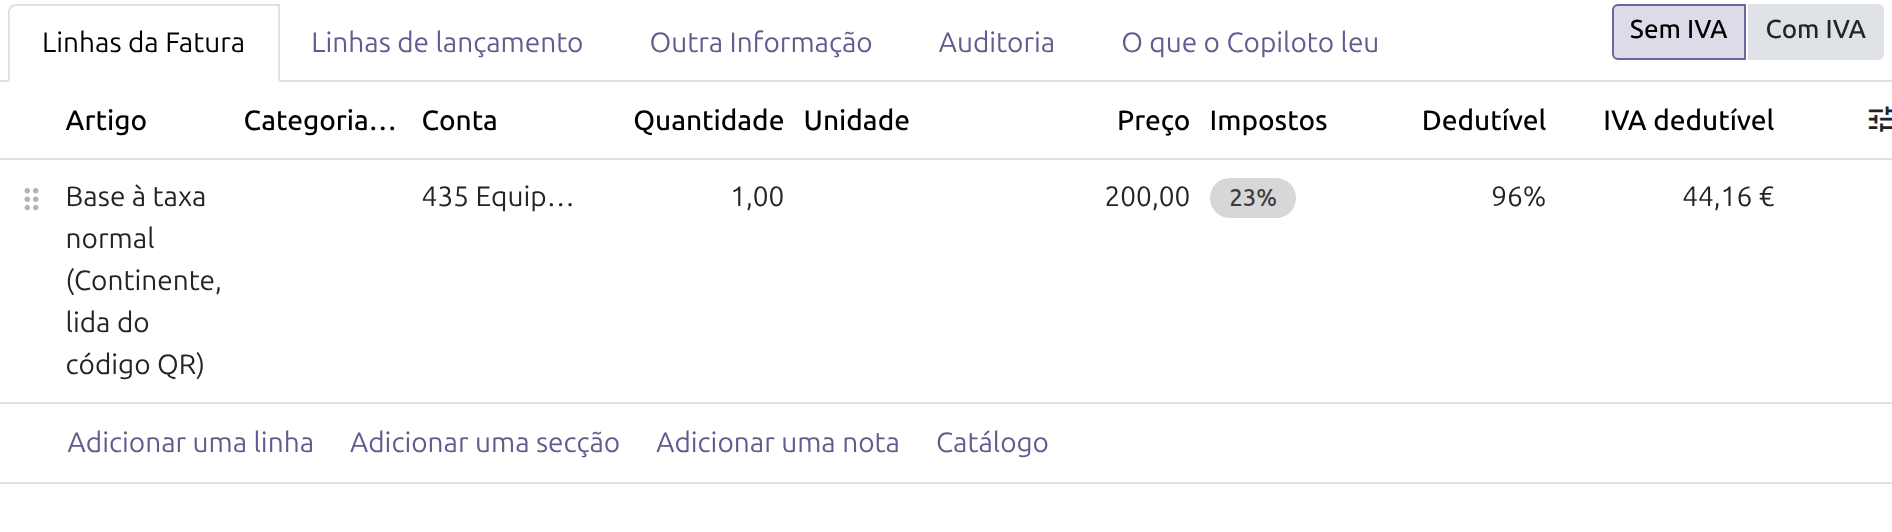 Linhas da Fatura Linhas de lançamento Outra Informação Auditoria O que o Copiloto leu Sem IVA Com IVA
Artigo Categoria... Conta Quantidade Unidade Preço Impostos Dedutível IVA dedutível
Base à taxa 435 Equip... 1,00 200,00 23% 96% 44,16 €
normal
(Continente,
lida do
código QR)
Adicionar uma linha Adicionar uma secção Adicionar uma nota Catálogo